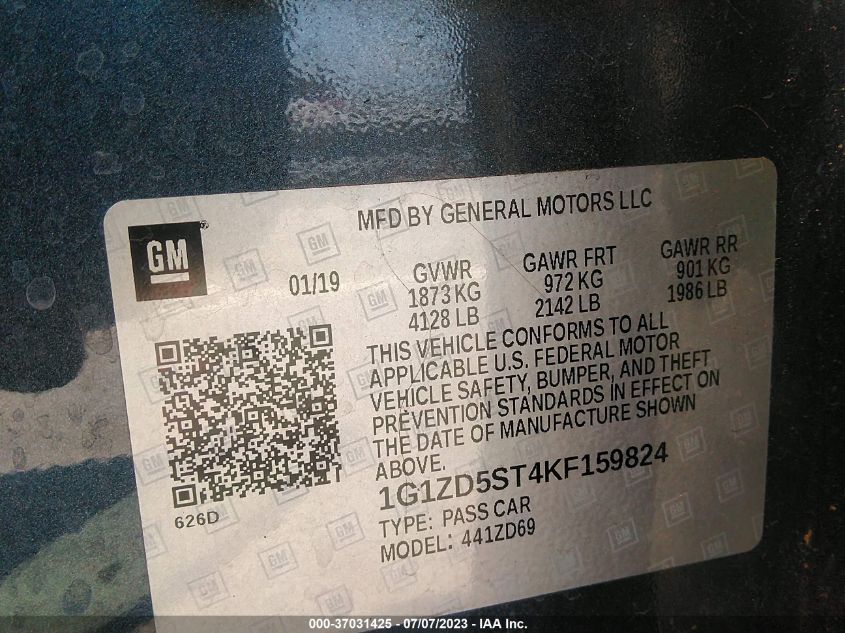 GM
MFD BY GENERAL MOTORS LLC
01/19
GVWR
1873 KG
4128 LB
GAWR FRT
972 KG
2142 LB
GAWR RR
901 KG
1986 LB
THIS VEHICLE CONFORMS TO ALL
APPLICABLE U.S. FEDERAL MOTOR
VEHICLE SAFETY, BUMPER, AND THEFT
PREVENTION STANDARDS IN EFFECT ON
THE DATE OF MANUFACTURE SHOWN
ABOVE.
1G1ZD5ST4KF159824
TYPE: PASS CAR
MODEL: 441ZD69
626D
000-37031425 - 07/07/2023 - IAA Inc.